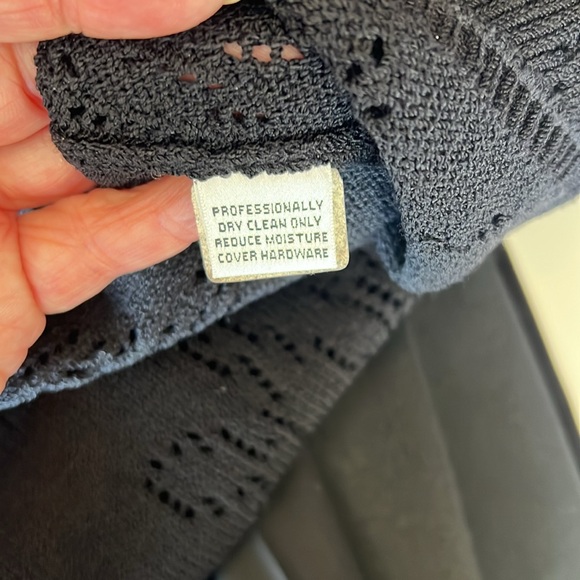 PROFESSIONALLY
DRY CLEAN ONLY
REDUCE MOISTURE
COVER HARDWARE